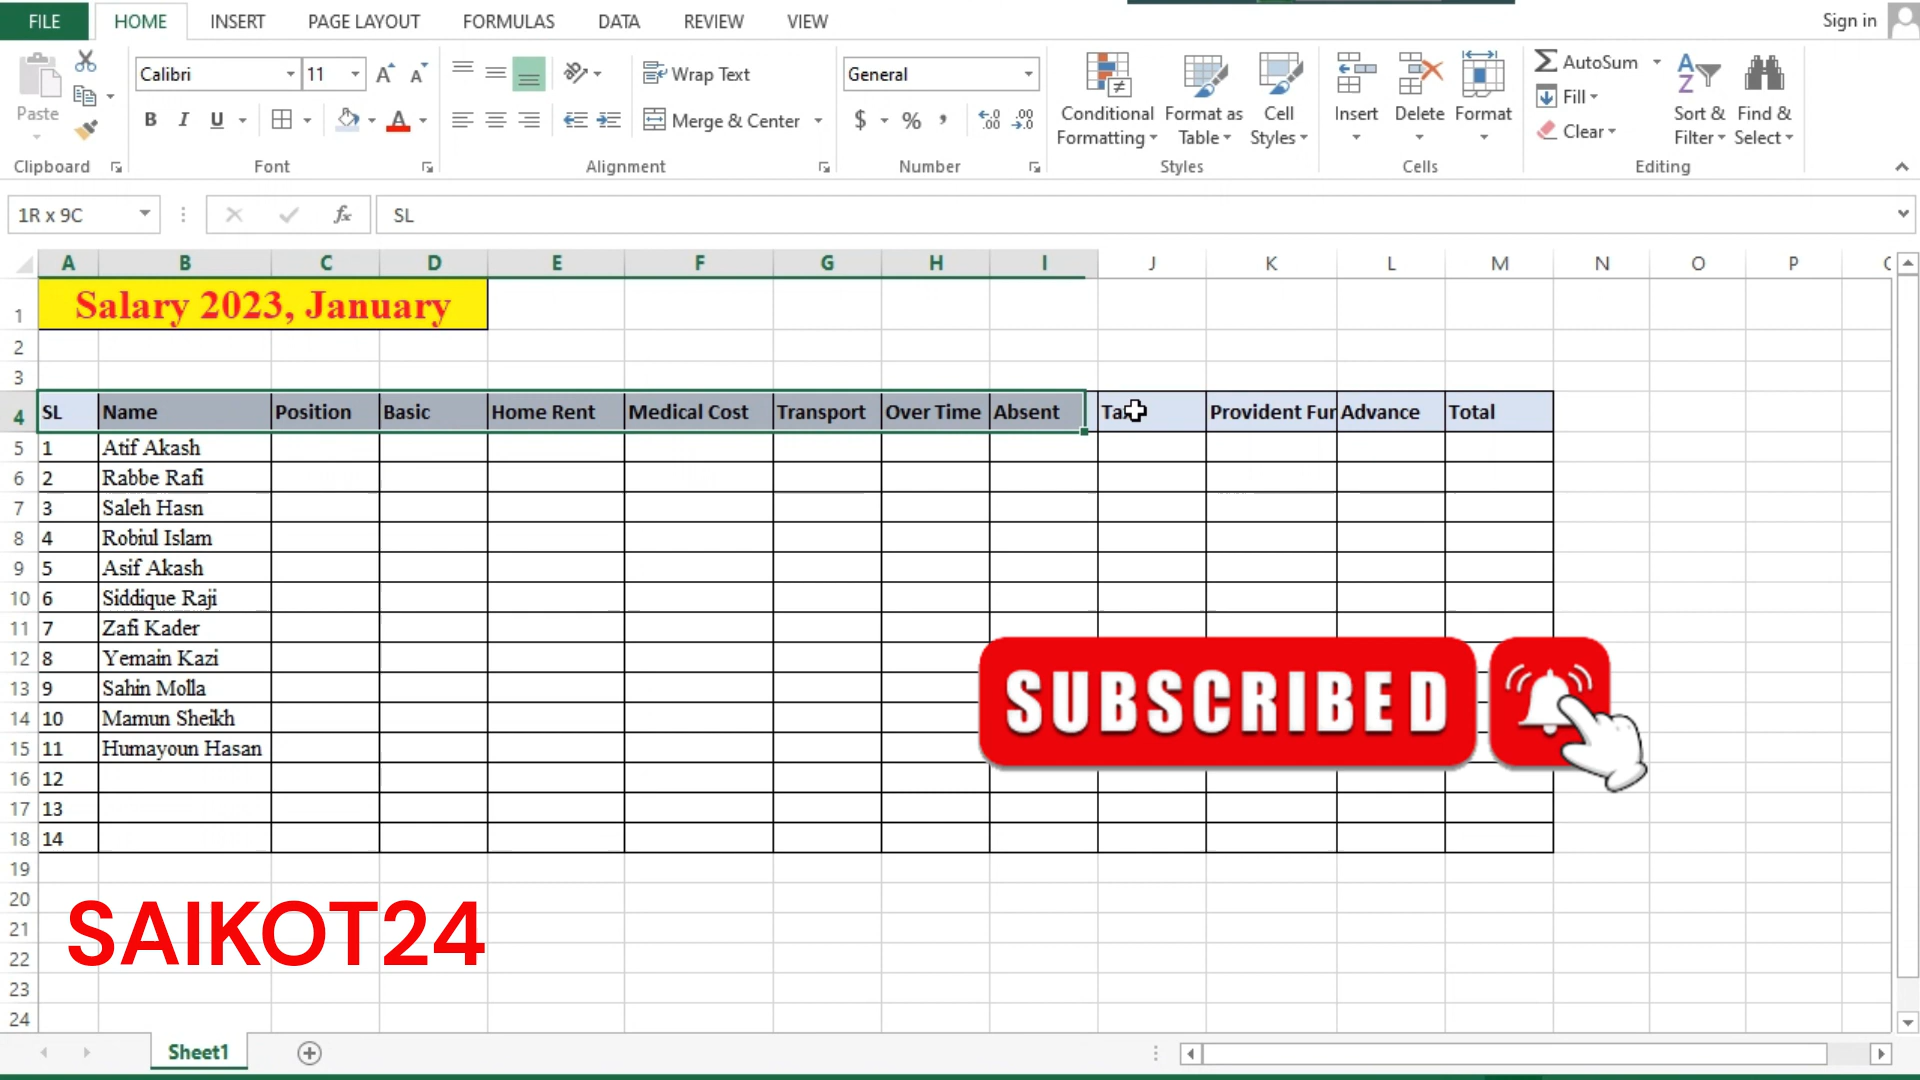 FILE HOME INSERT PAGE LAYOUT FORMULAS DATA REVIEW VIEW Sign in
Paste Calibri 11 Wrap Text General Conditional Formatting Format as Table Cell Styles Insert Delete Format AutoSum Fill Clear Sort & Filter Find & Select
B I U A Merge & Center $ % ,
Clipboard Font Alignment Number Styles Cells Editing
1R x 9C fx SL
A B C D E F G H I J K L M N O P
1 Salary 2023, January
2
3
4 SL Name Position Basic Home Rent Medical Cost Transport Over Time Absent Provident Fur Advance Total
5 1 Atif Akash
6 2 Rabbe Rafi
7 3 Saleh Hasn
8 4 Robiul Islam
9 5 Asif Akash
10 6 Siddique Raji
11 7 Zafi Kader
12 8 Yemain Kazi
13 9 Sahin Molla
14 10 Mamun Sheikh
15 11 Humayoun Hasan
16 12
17 13
18 14
19
20
21
22
23
24
SUBSCRIBED
SAIKOT24
Sheet1